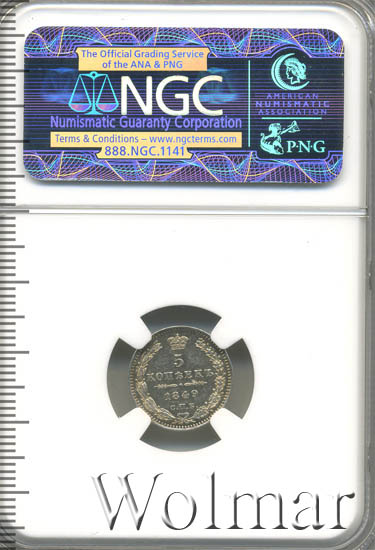 The Official Grading Service
of the ANA & PNG
NGC
Numismatic Guaranty Corporation
Terms & Conditions – www.ngcterms.com
888.NGC.1141
AMERICAN
NUMISMATIC
ASSOCIATION
PNG
5
КОПѢЕКЪ
1849
С.П.Б
Wolmar